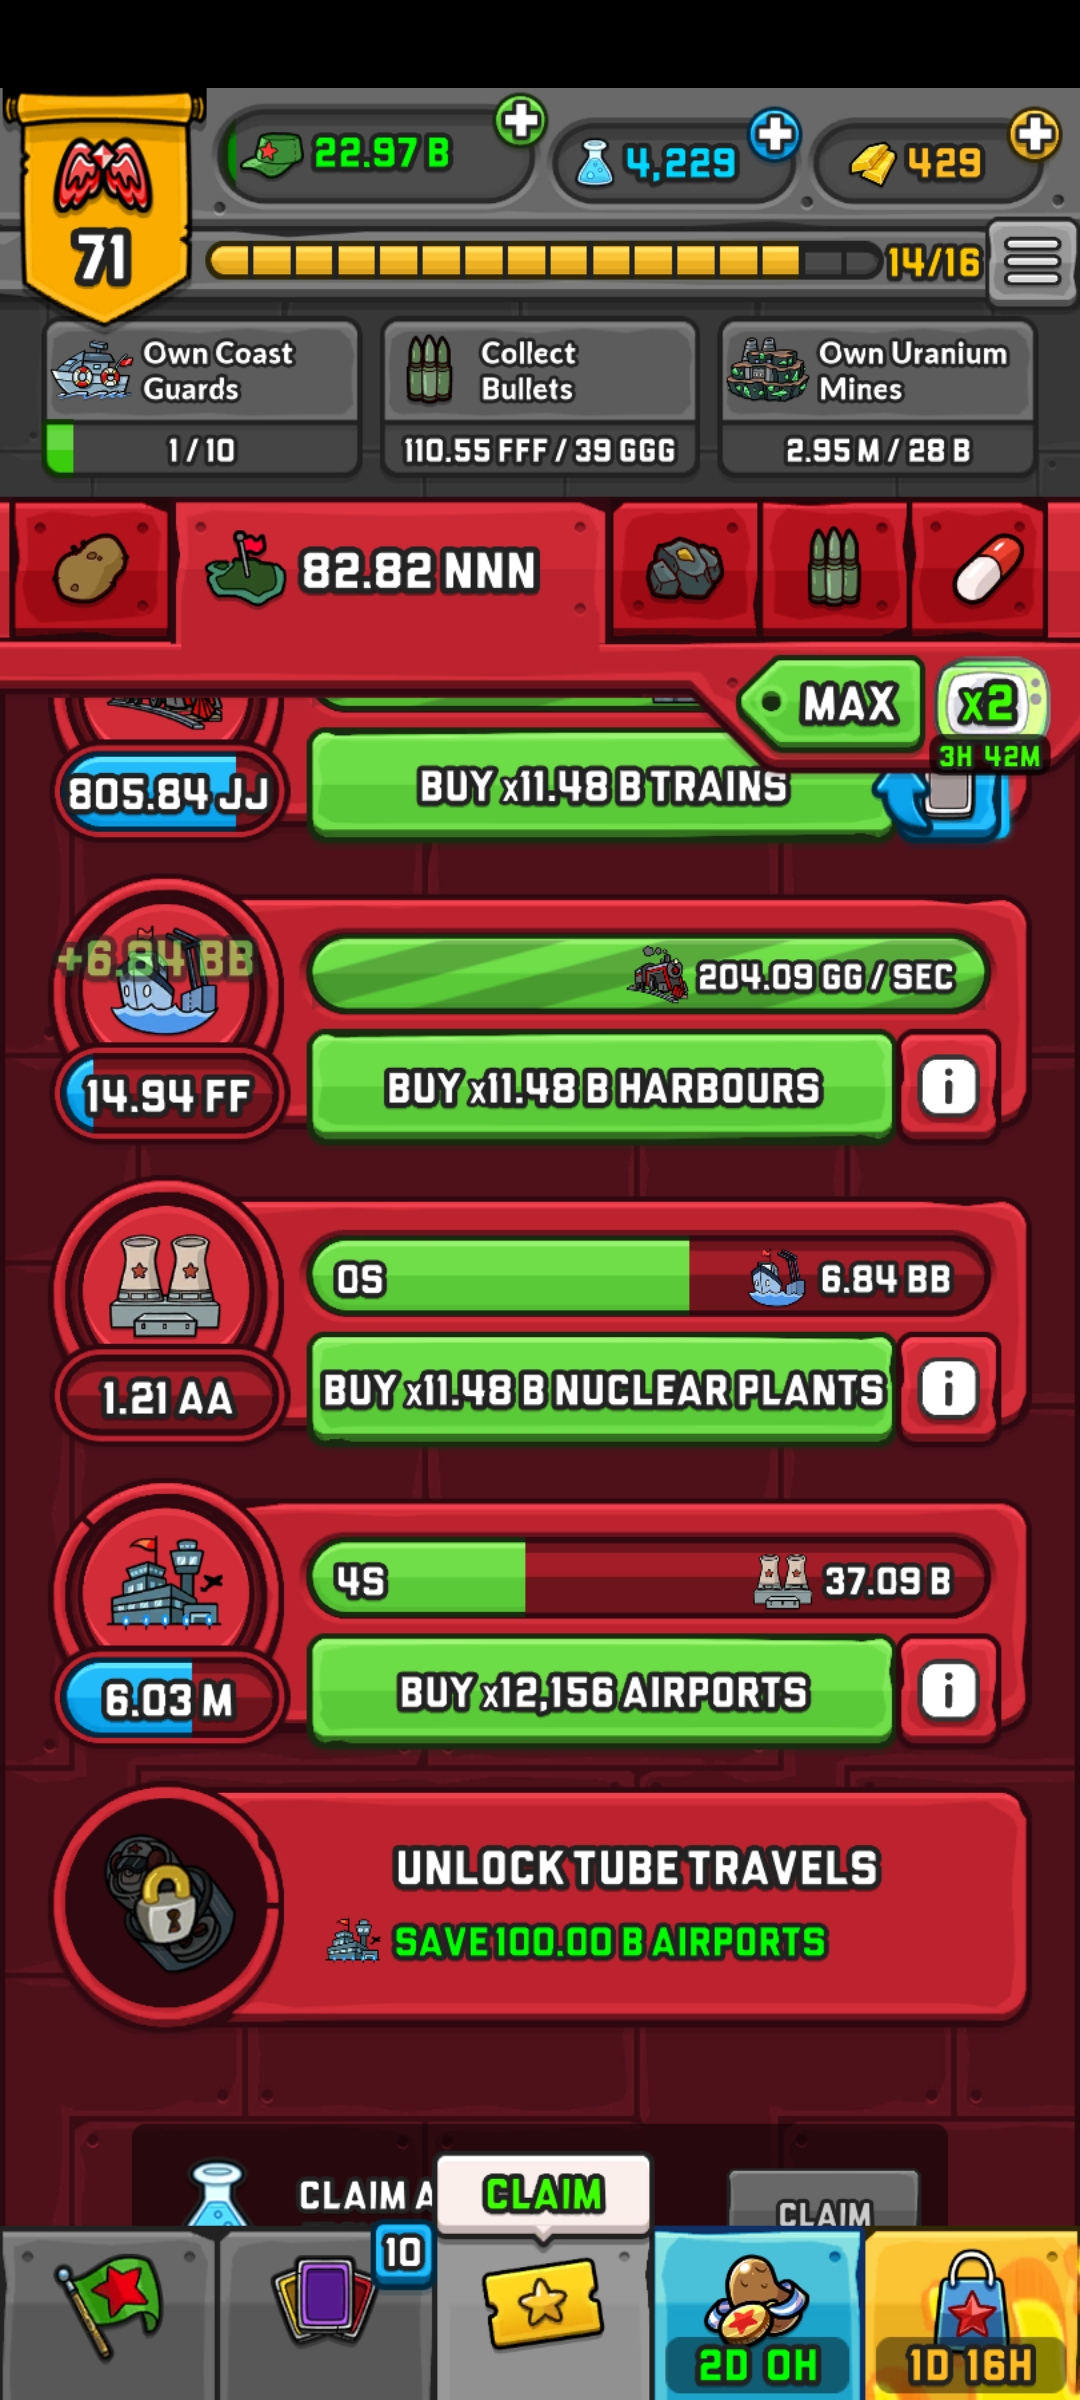 22.97 B
4,229
429
71
14/16
Own Coast
Guards
1 / 10
Collect
Bullets
110.55 FFF / 39 GGG
Own Uranium
Mines
2.95 M / 28 B
82.82 NNN
MAX
x2
3H 42M
805.84 JJ
BUY x11.48 B TRAINS
+6.84 BB
204.09 GG / SEC
14.94 FF
BUY x11.48 B HARBOURS
i
0S
6.84 BB
1.21 AA
BUY x11.48 B NUCLEAR PLANTS
i
4S
37.09 B
6.03 M
BUY x12,156 AIRPORTS
i
UNLOCK TUBE TRAVELS
SAVE 100.00 B AIRPORTS
CLAIM A
CLAIM
CLAIM
10
2D 0H
1D 16H